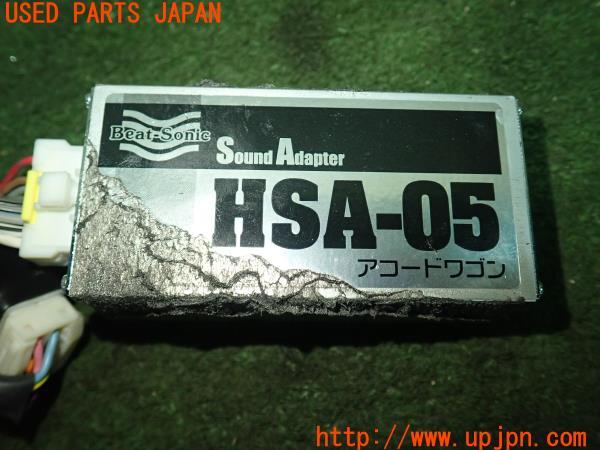 USED PARTS JAPAN
Beat-Sonic
Sound Adapter
HSA-05
アコードワゴン
http://www.upjpn.com/